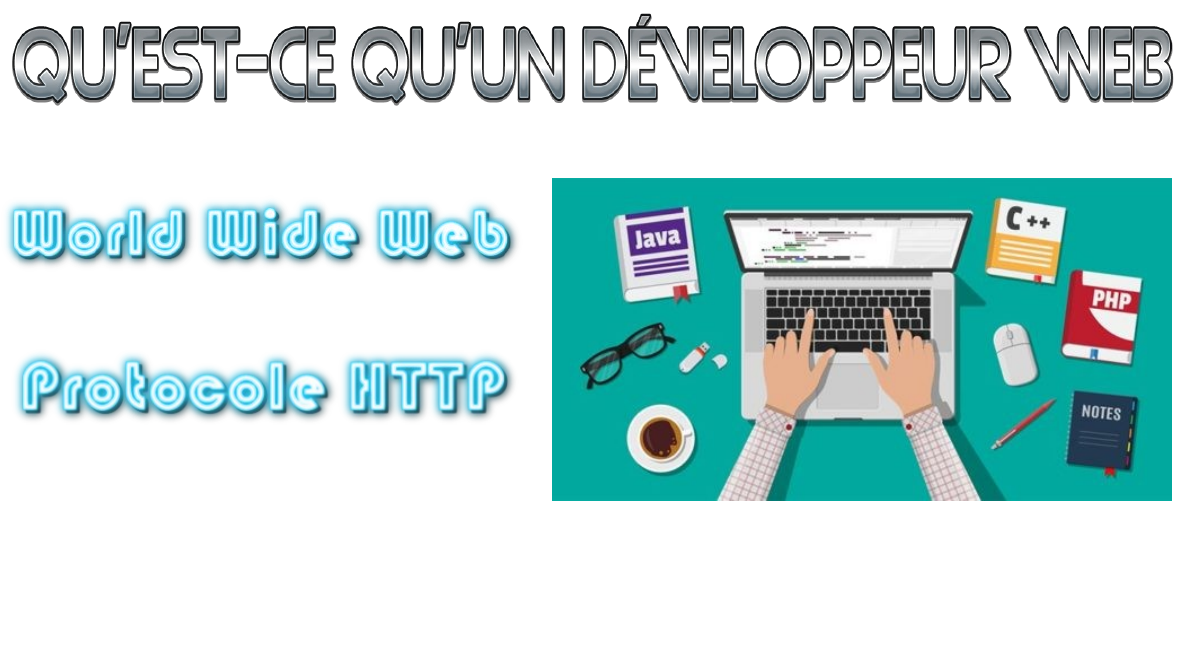 QU'EST-CE QU'UN DÉVELOPPEUR WEB
World Wide Web
Protocole HTTP
Java
C++
PHP
NOTES